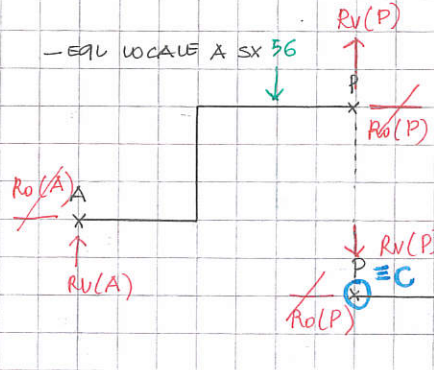 Rv(P)
- EQL LOCALE A SX 56
P
Ro(P)
Ro(A) A
Rv(A)
Rv(P)
P ≡ C
Ro(P)